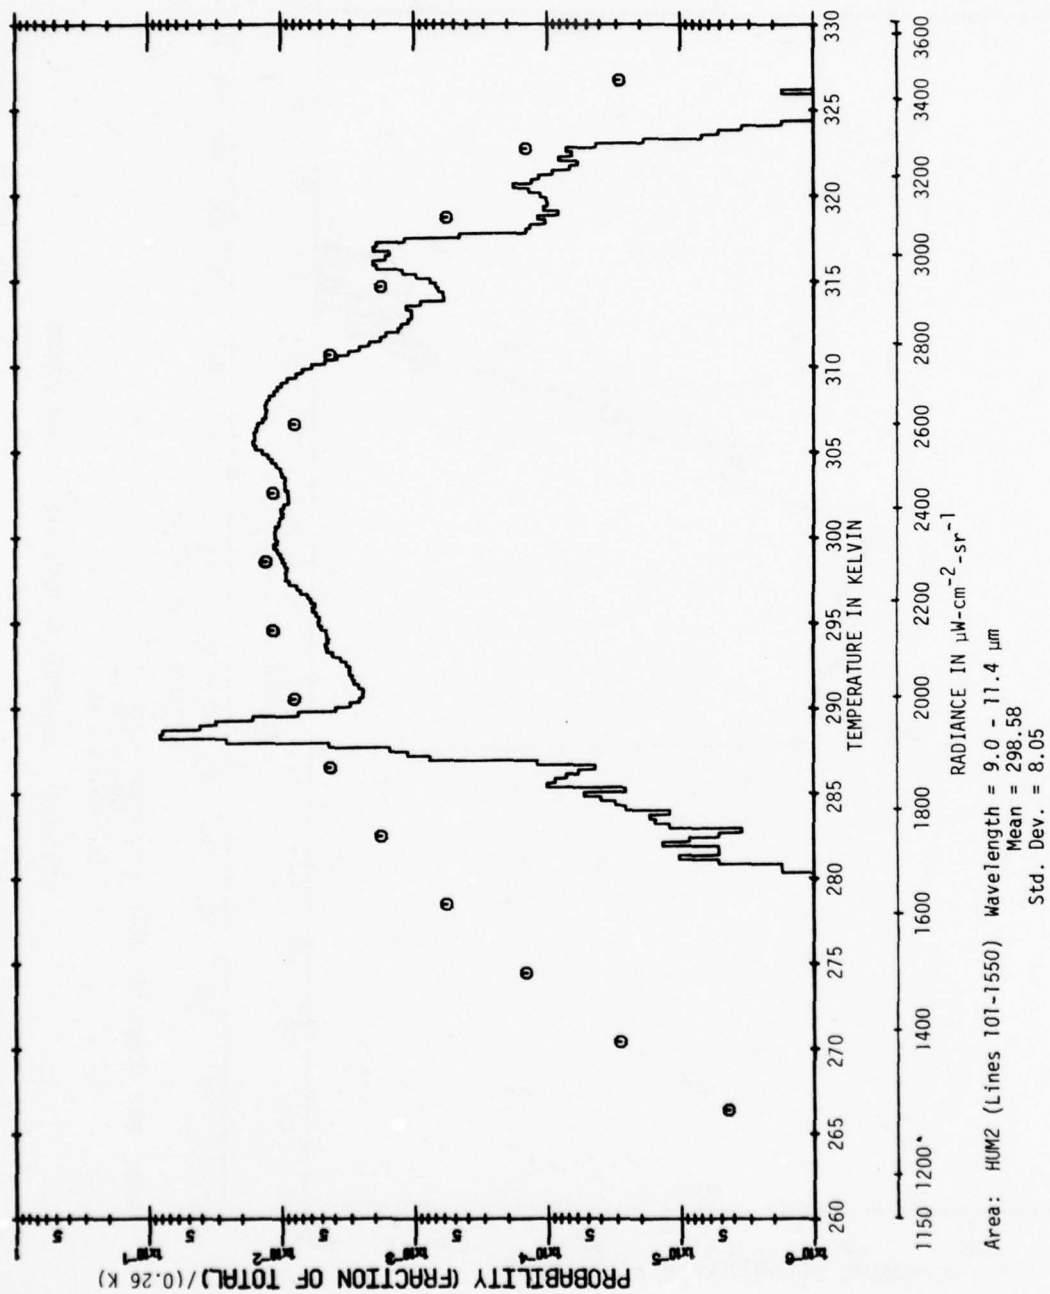 PROBABILITY (FRACTION OF TOTAL)/(0.26 K)
1
5
1x10⁻¹
5
1x10⁻²
5
1x10⁻³
5
1x10⁻⁴
5
1x10⁻⁵
5
1x10⁻⁶
260 265 270 275 280 285 290 295 300 305 310 315 320 325 330
TEMPERATURE IN KELVIN
1150 1200* 1400 1600 1800 2000 2200 2400 2600 2800 3000 3200 3400 3600
RADIANCE IN µW-cm⁻²-sr⁻¹
Area: HUM2 (Lines 101-1550) Wavelength = 9.0 - 11.4 µm
Mean = 298.58
Std. Dev. = 8.05